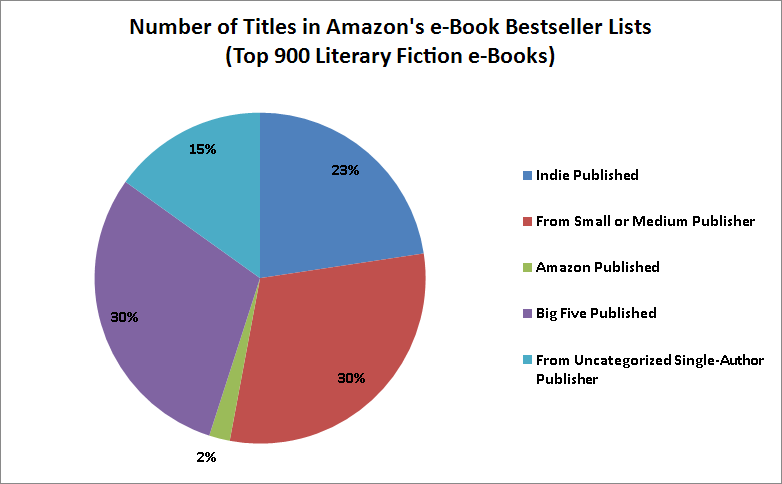 Number of Titles in Amazon's e-Book Bestseller Lists
(Top 900 Literary Fiction e-Books)
15%
23%
30%
30%
2%
Indie Published
From Small or Medium Publisher
Amazon Published
Big Five Published
From Uncategorized Single-Author
Publisher